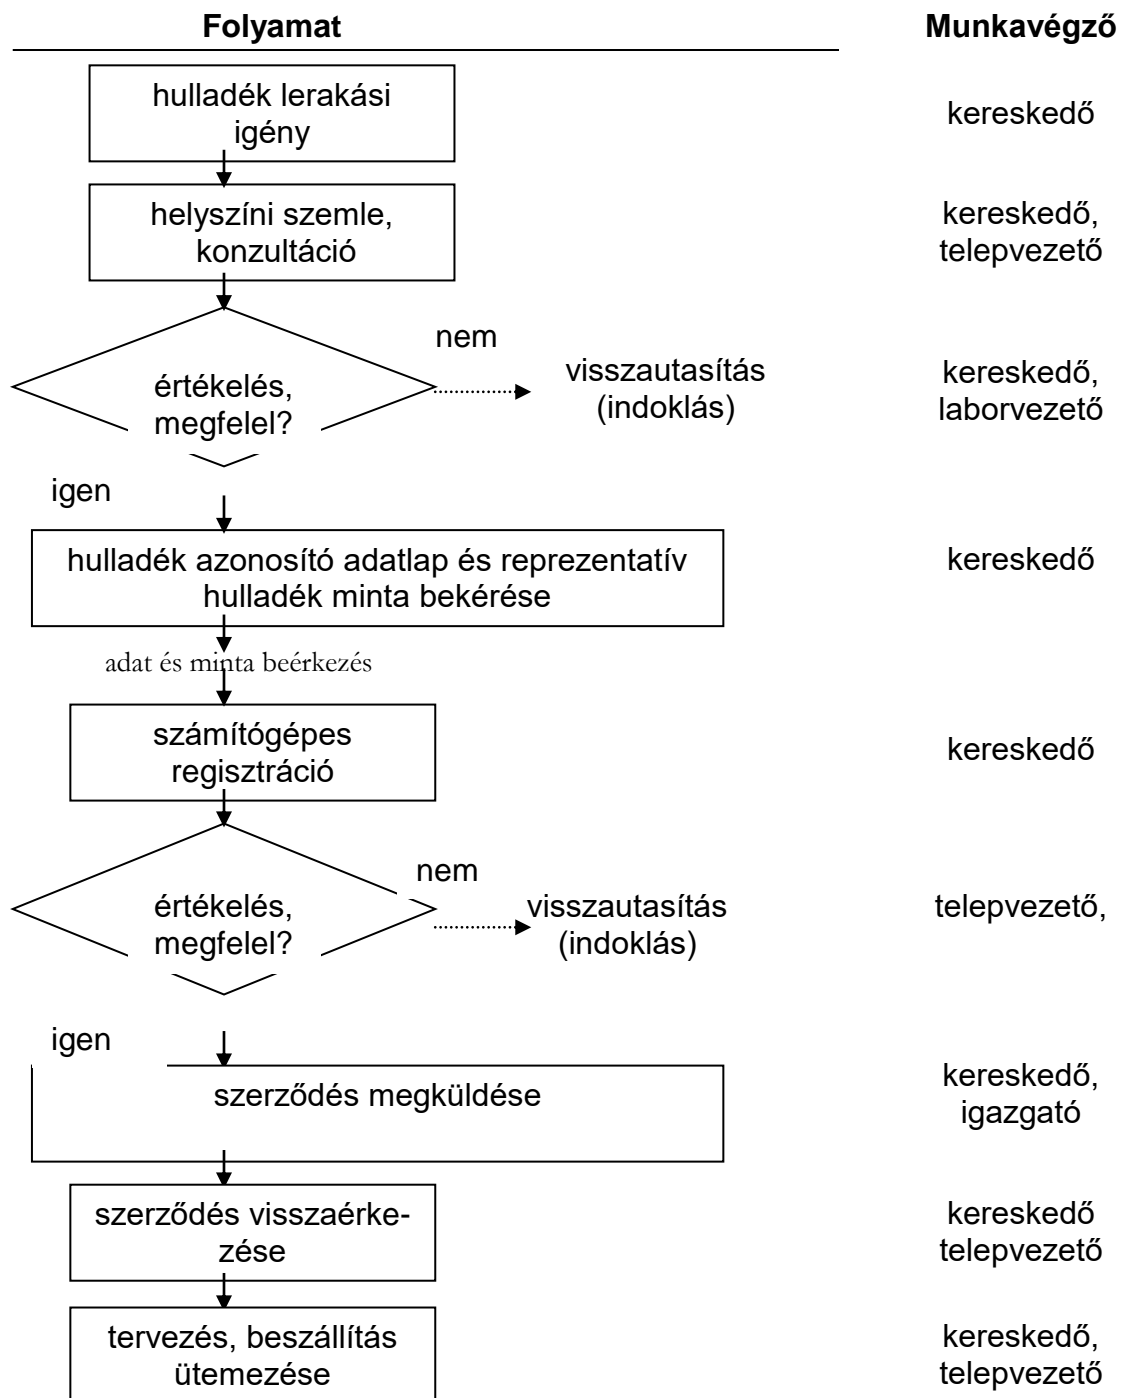 Folyamat
Munkavégző
hulladék lerakási
igény
kereskedő
helyszíni szemle,
konzultáció
kereskedő,
telepvezető
nem
értékelés,
megfelel?
visszautasítás
(indoklás)
kereskedő,
laborvezető
igen
hulladék azonosító adatlap és reprezentatív
hulladék minta bekérése
kereskedő
adat és minta beérkezés
számítógépes
regisztráció
kereskedő
nem
értékelés,
megfelel?
visszautasítás
(indoklás)
telepvezető,
igen
szerződés megküldése
kereskedő,
igazgató
szerződés visszaérke-
zése
kereskedő
telepvezető
tervezés, beszállítás
ütemezése
kereskedő,
telepvezető